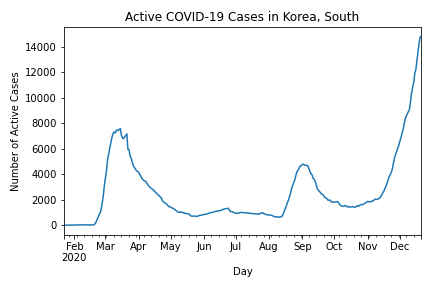 Active COVID-19 Cases in Korea, South
Number of Active Cases
14000
12000
10000
8000
6000
4000
2000
0
Feb Mar Apr May Jun Jul Aug Sep Oct Nov Dec
2020
Day